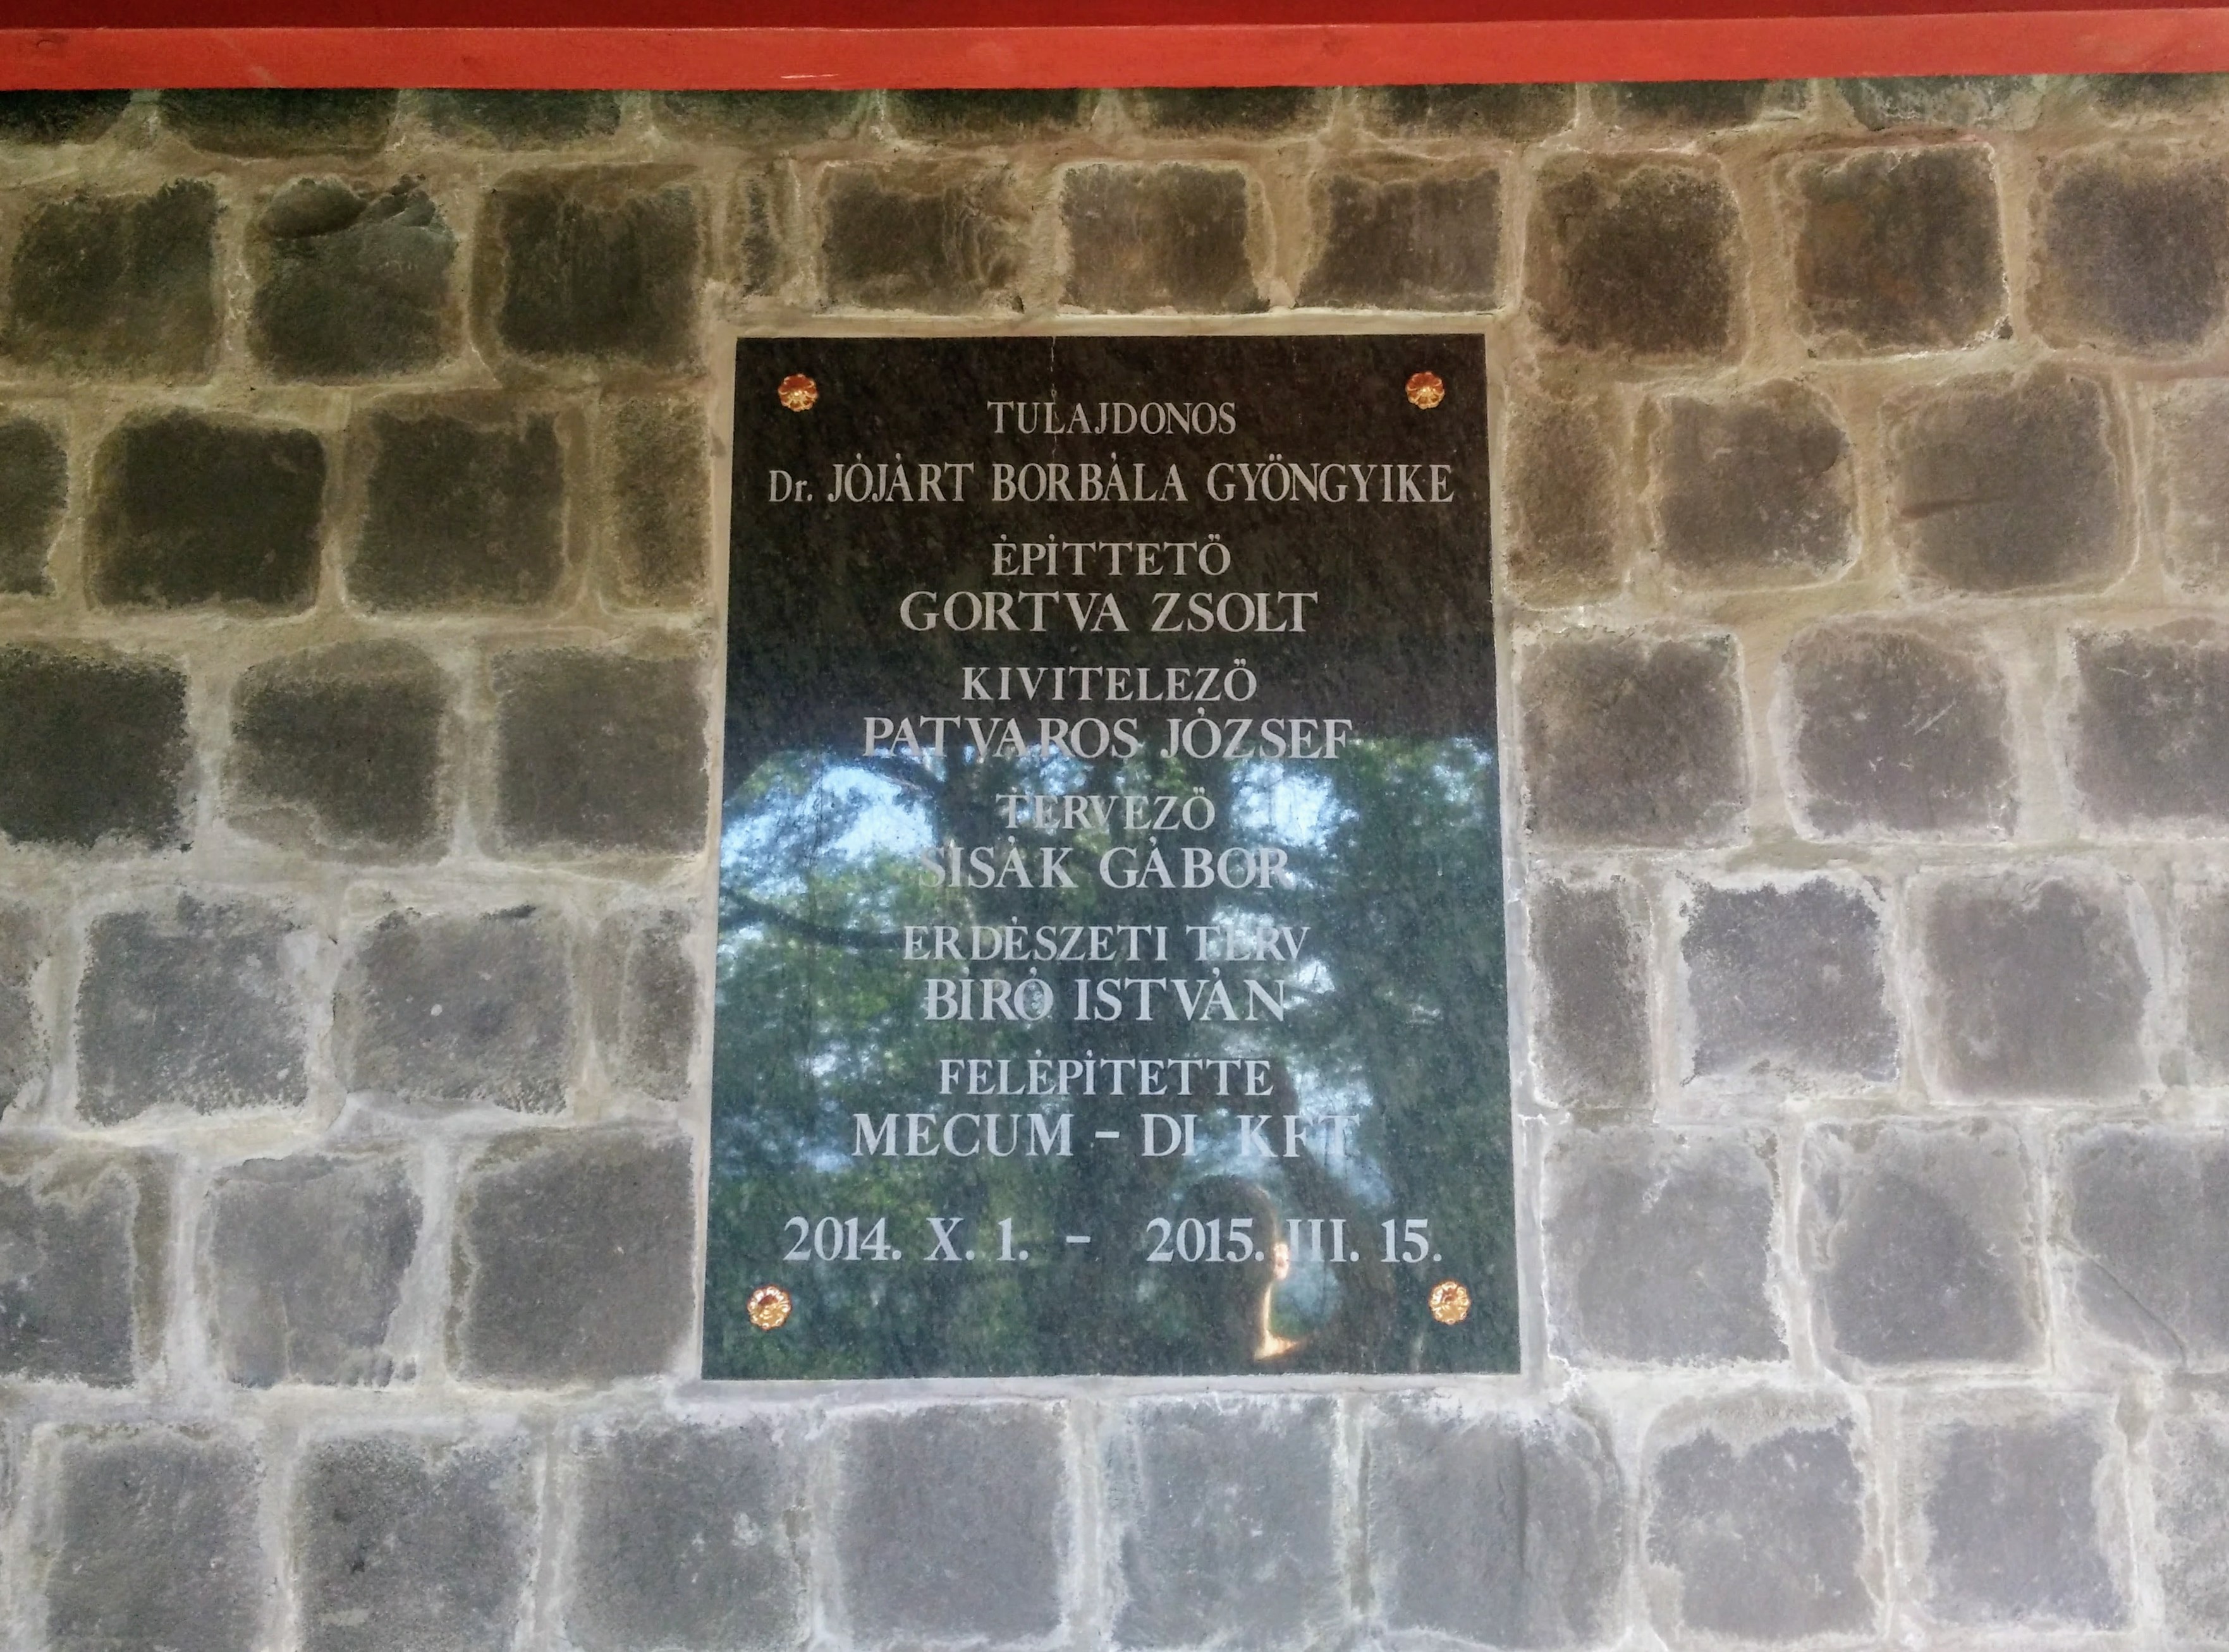 TULAJDONOS
Dr. JÓJÁRT BORBÁLA GYÖNGYIKE
ÉPÍTTETŐ
GORTVA ZSOLT
KIVITELEZŐ
PATVAROS JÓZSEF
TERVEZŐ
SISÁK GÁBOR
ERDÉSZETI TERV
BÍRÓ ISTVÁN
FELÉPÍTETTE
MECUM - DI KFT
2014. X. 1. - 2015. III. 15.